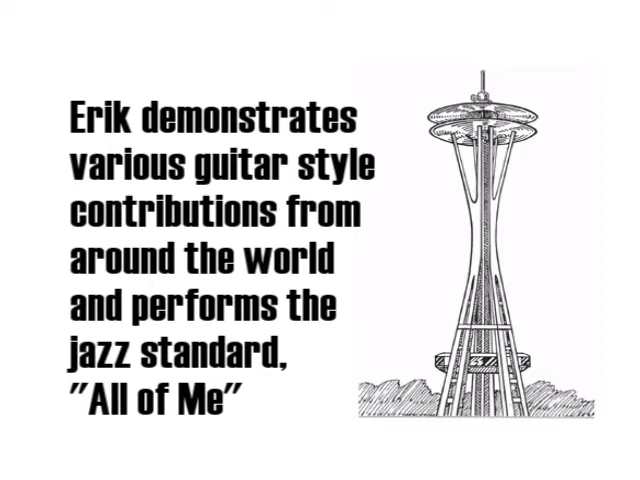 Erik demonstrates
various guitar style
contributions from
around the world
and performs the
jazz standard,
"All of Me"